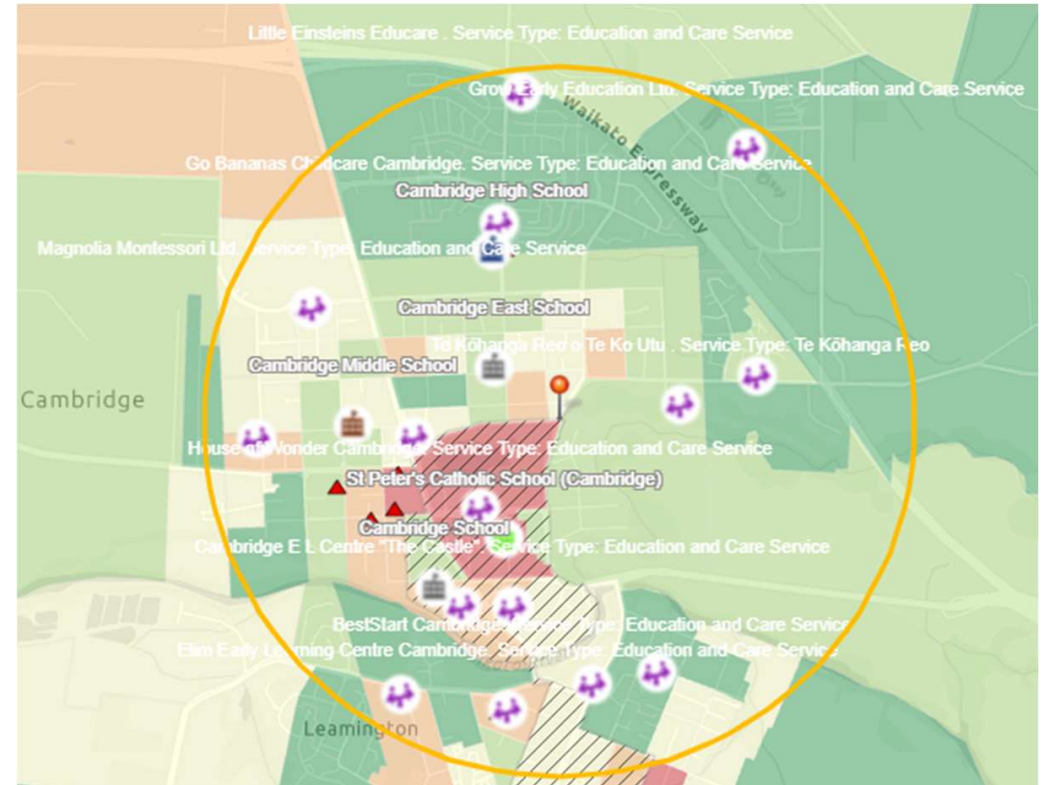 Little Einsteins Educare . Service Type: Education and Care Service
Grow Early Education Ltd. Service Type: Education and Care Service
Waikato Expressway
Go Bananas Childcare Cambridge. Service Type: Education and Care Service
Cambridge High School
Magnolia Montessori Ltd. Service Type: Education and Care Service
Cambridge East School
Te Kōhanga Reo o Te Ko Utu . Service Type: Te Kōhanga Reo
Cambridge Middle School
Cambridge
House of Wonder Cambridge. Service Type: Education and Care Service
St Peter's Catholic School (Cambridge)
Cambridge School
Cambridge E L Centre "The Castle". Service Type: Education and Care Service
BestStart Cambridge. Service Type: Education and Care Service
Elim Early Learning Centre Cambridge. Service Type: Education and Care Service
Leamington